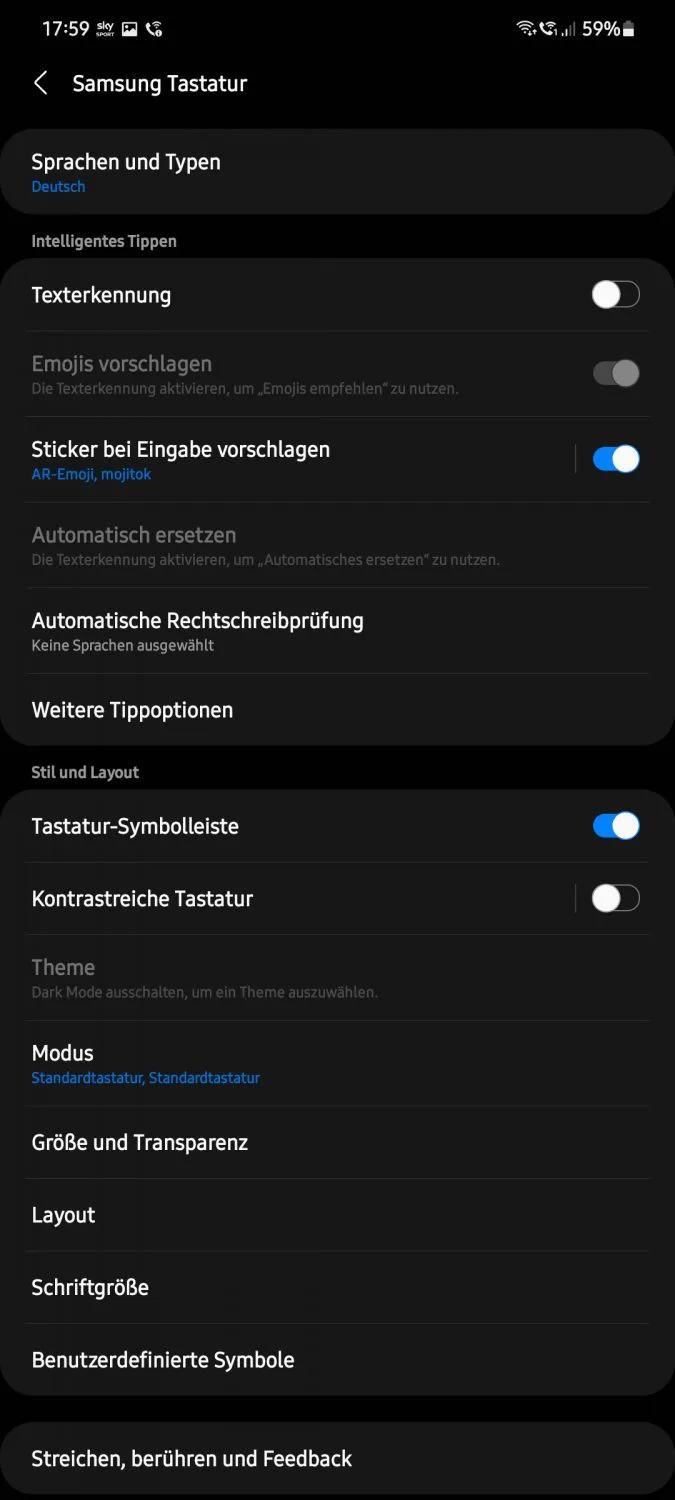 17:59 sky SPORT 59%
Samsung Tastatur
Sprachen und Typen
Deutsch
Intelligentes Tippen
Texterkennung
Emojis vorschlagen
Die Texterkennung aktivieren, um „Emojis empfehlen“ zu nutzen.
Sticker bei Eingabe vorschlagen
AR-Emoji, mojitok
Automatisch ersetzen
Die Texterkennung aktivieren, um „Automatisches ersetzen“ zu nutzen.
Automatische Rechtschreibprüfung
Keine Sprachen ausgewählt
Weitere Tippoptionen
Stil und Layout
Tastatur-Symbolleiste
Kontrastreiche Tastatur
Theme
Dark Mode ausschalten, um ein Theme auszuwählen.
Modus
Standardtastatur, Standardtastatur
Größe und Transparenz
Layout
Schriftgröße
Benutzerdefinierte Symbole
Streichen, berühren und Feedback